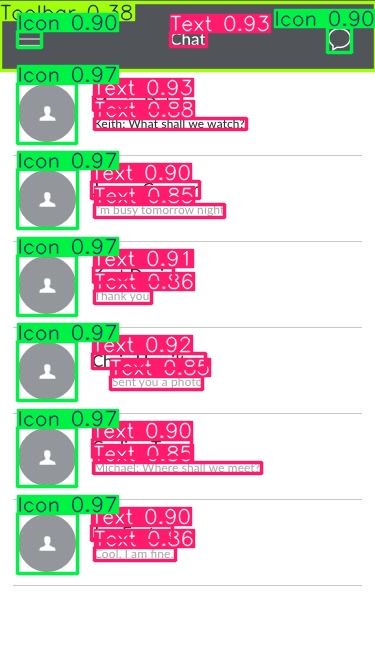 Toolbar 0.38
Icon 0.90
Text 0.93
Icon 0.90
Chat
Icon 0.97
Text 0.93
Text 0.88
Keith: What shall we watch?
Icon 0.97
Text 0.90
Text 0.85
I'm busy tomorrow night
Icon 0.97
Text 0.91
Text 0.86
Thank you
Icon 0.97
Text 0.92
Text 0.85
Sent you a photo
Icon 0.97
Text 0.90
Text 0.85
Michael: Where shall we meet?
Icon 0.97
Text 0.90
Text 0.86
Cool, I am fine.